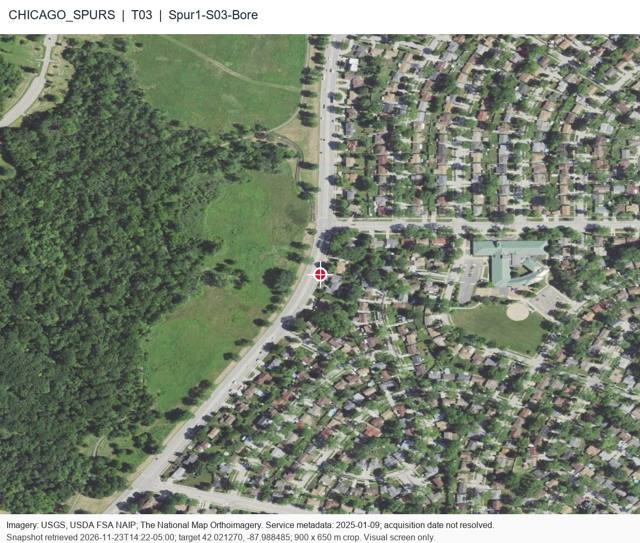 CHICAGO_SPURS | T03 | Spur1-S03-Bore
Imagery: USGS, USDA FSA NAIP; The National Map Orthoimagery. Service metadata: 2025-01-09; acquisition date not resolved.
Snapshot retrieved 2026-11-23T14:22-05:00; target 42.021270, -87.988485; 900 x 650 m crop. Visual screen only.